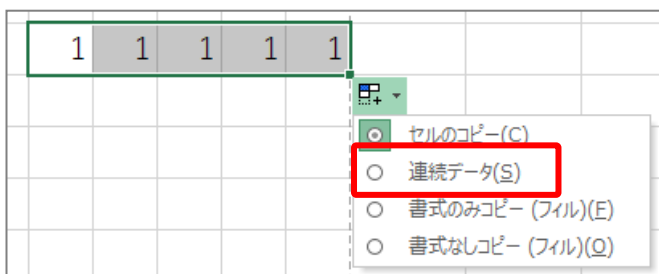 1 1 1 1 1
セルのコピー(C)
連続データ(S)
書式のみコピー (フィル)(F)
書式なしコピー (フィル)(O)